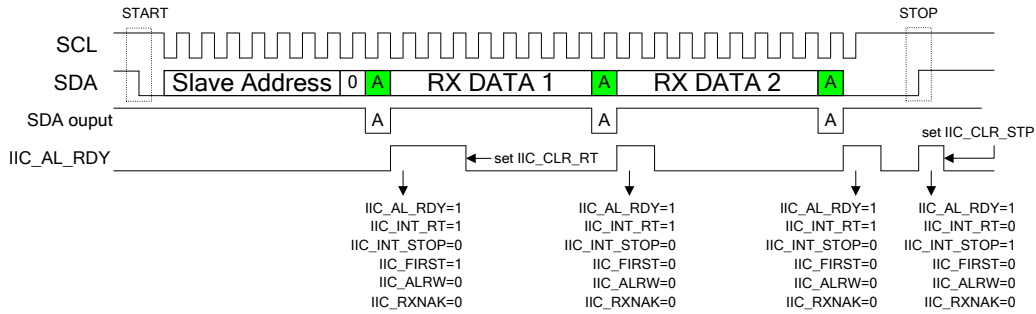 START
STOP
SCL
SDA
Slave Address 0 A RX DATA 1 A RX DATA 2 A
SDA ouput
A A A
set IIC_CLR_STP
IIC_AL_RDY
set IIC_CLR_RT
IIC_AL_RDY=1
IIC_INT_RT=1
IIC_INT_STOP=0
IIC_FIRST=1
IIC_ALRW=0
IIC_RXNAK=0
IIC_AL_RDY=1
IIC_INT_RT=1
IIC_INT_STOP=0
IIC_FIRST=0
IIC_ALRW=0
IIC_RXNAK=0
IIC_AL_RDY=1
IIC_INT_RT=1
IIC_INT_STOP=0
IIC_FIRST=0
IIC_ALRW=0
IIC_RXNAK=0
IIC_AL_RDY=1
IIC_INT_RT=0
IIC_INT_STOP=1
IIC_FIRST=0
IIC_ALRW=0
IIC_RXNAK=0